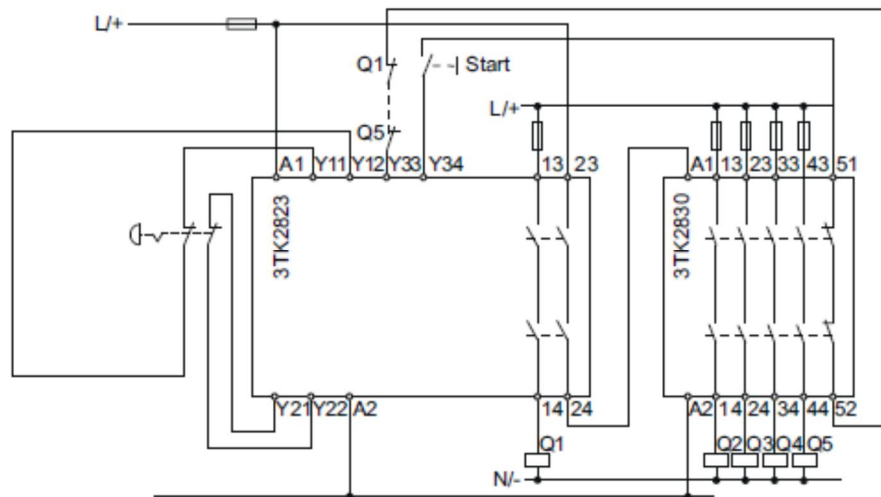 L/+
Q1 Start
L/+
Q5
A1 Y11 Y12 Y33 Y34 13 23 A1 13 23 33 43 51
3TK2823
3TK2830
Y21 Y22 A2 14 24 A2 14 24 34 44 52
Q1 Q2 Q3 Q4 Q5
N/-